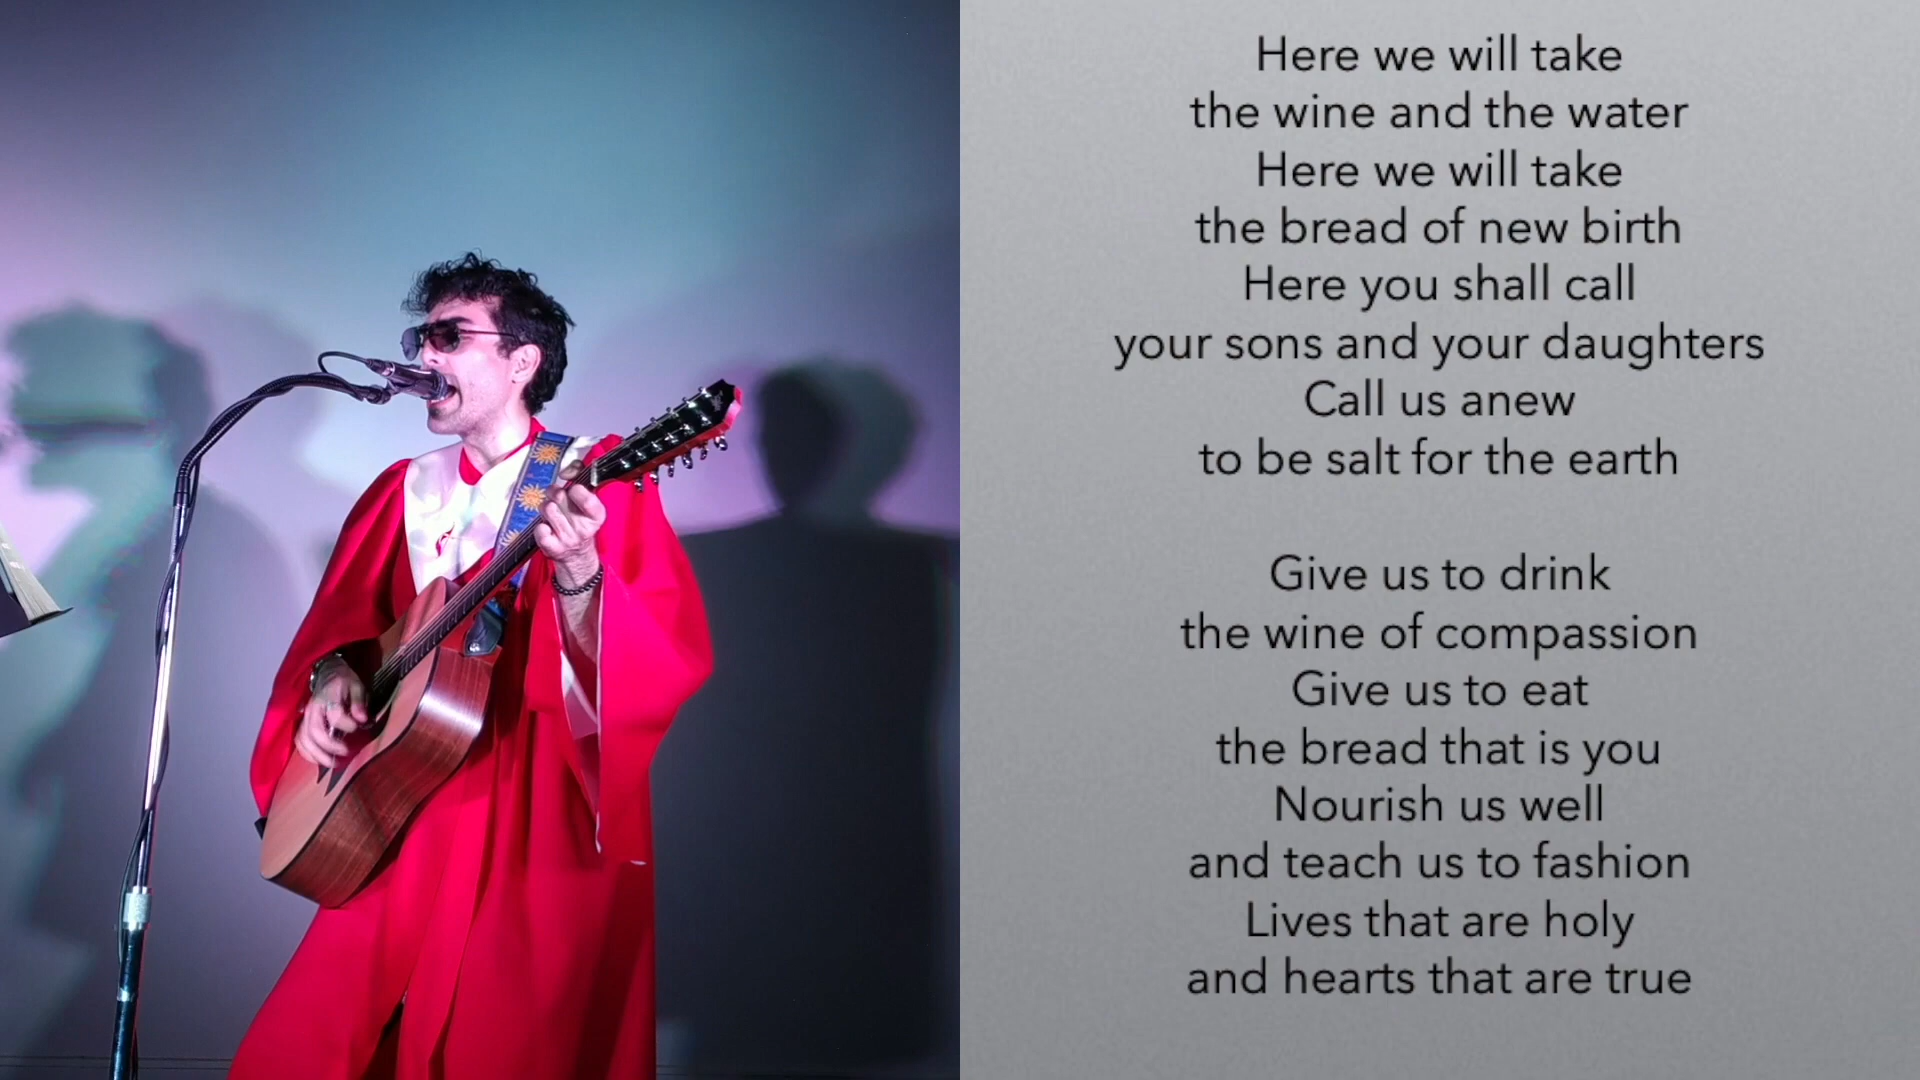 Here we will take
the wine and the water
Here we will take
the bread of new birth
Here you shall call
your sons and your daughters
Call us anew
to be salt for the earth
Give us to drink
the wine of compassion
Give us to eat
the bread that is you
Nourish us well
and teach us to fashion
Lives that are holy
and hearts that are true